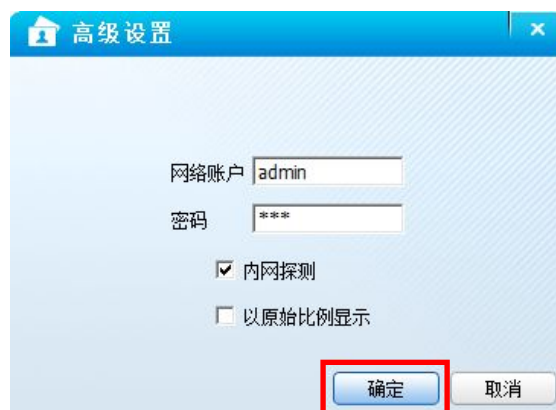 高级设置
网络账户 admin
密码 ***
内网探测
以原始比例显示
确定 取消